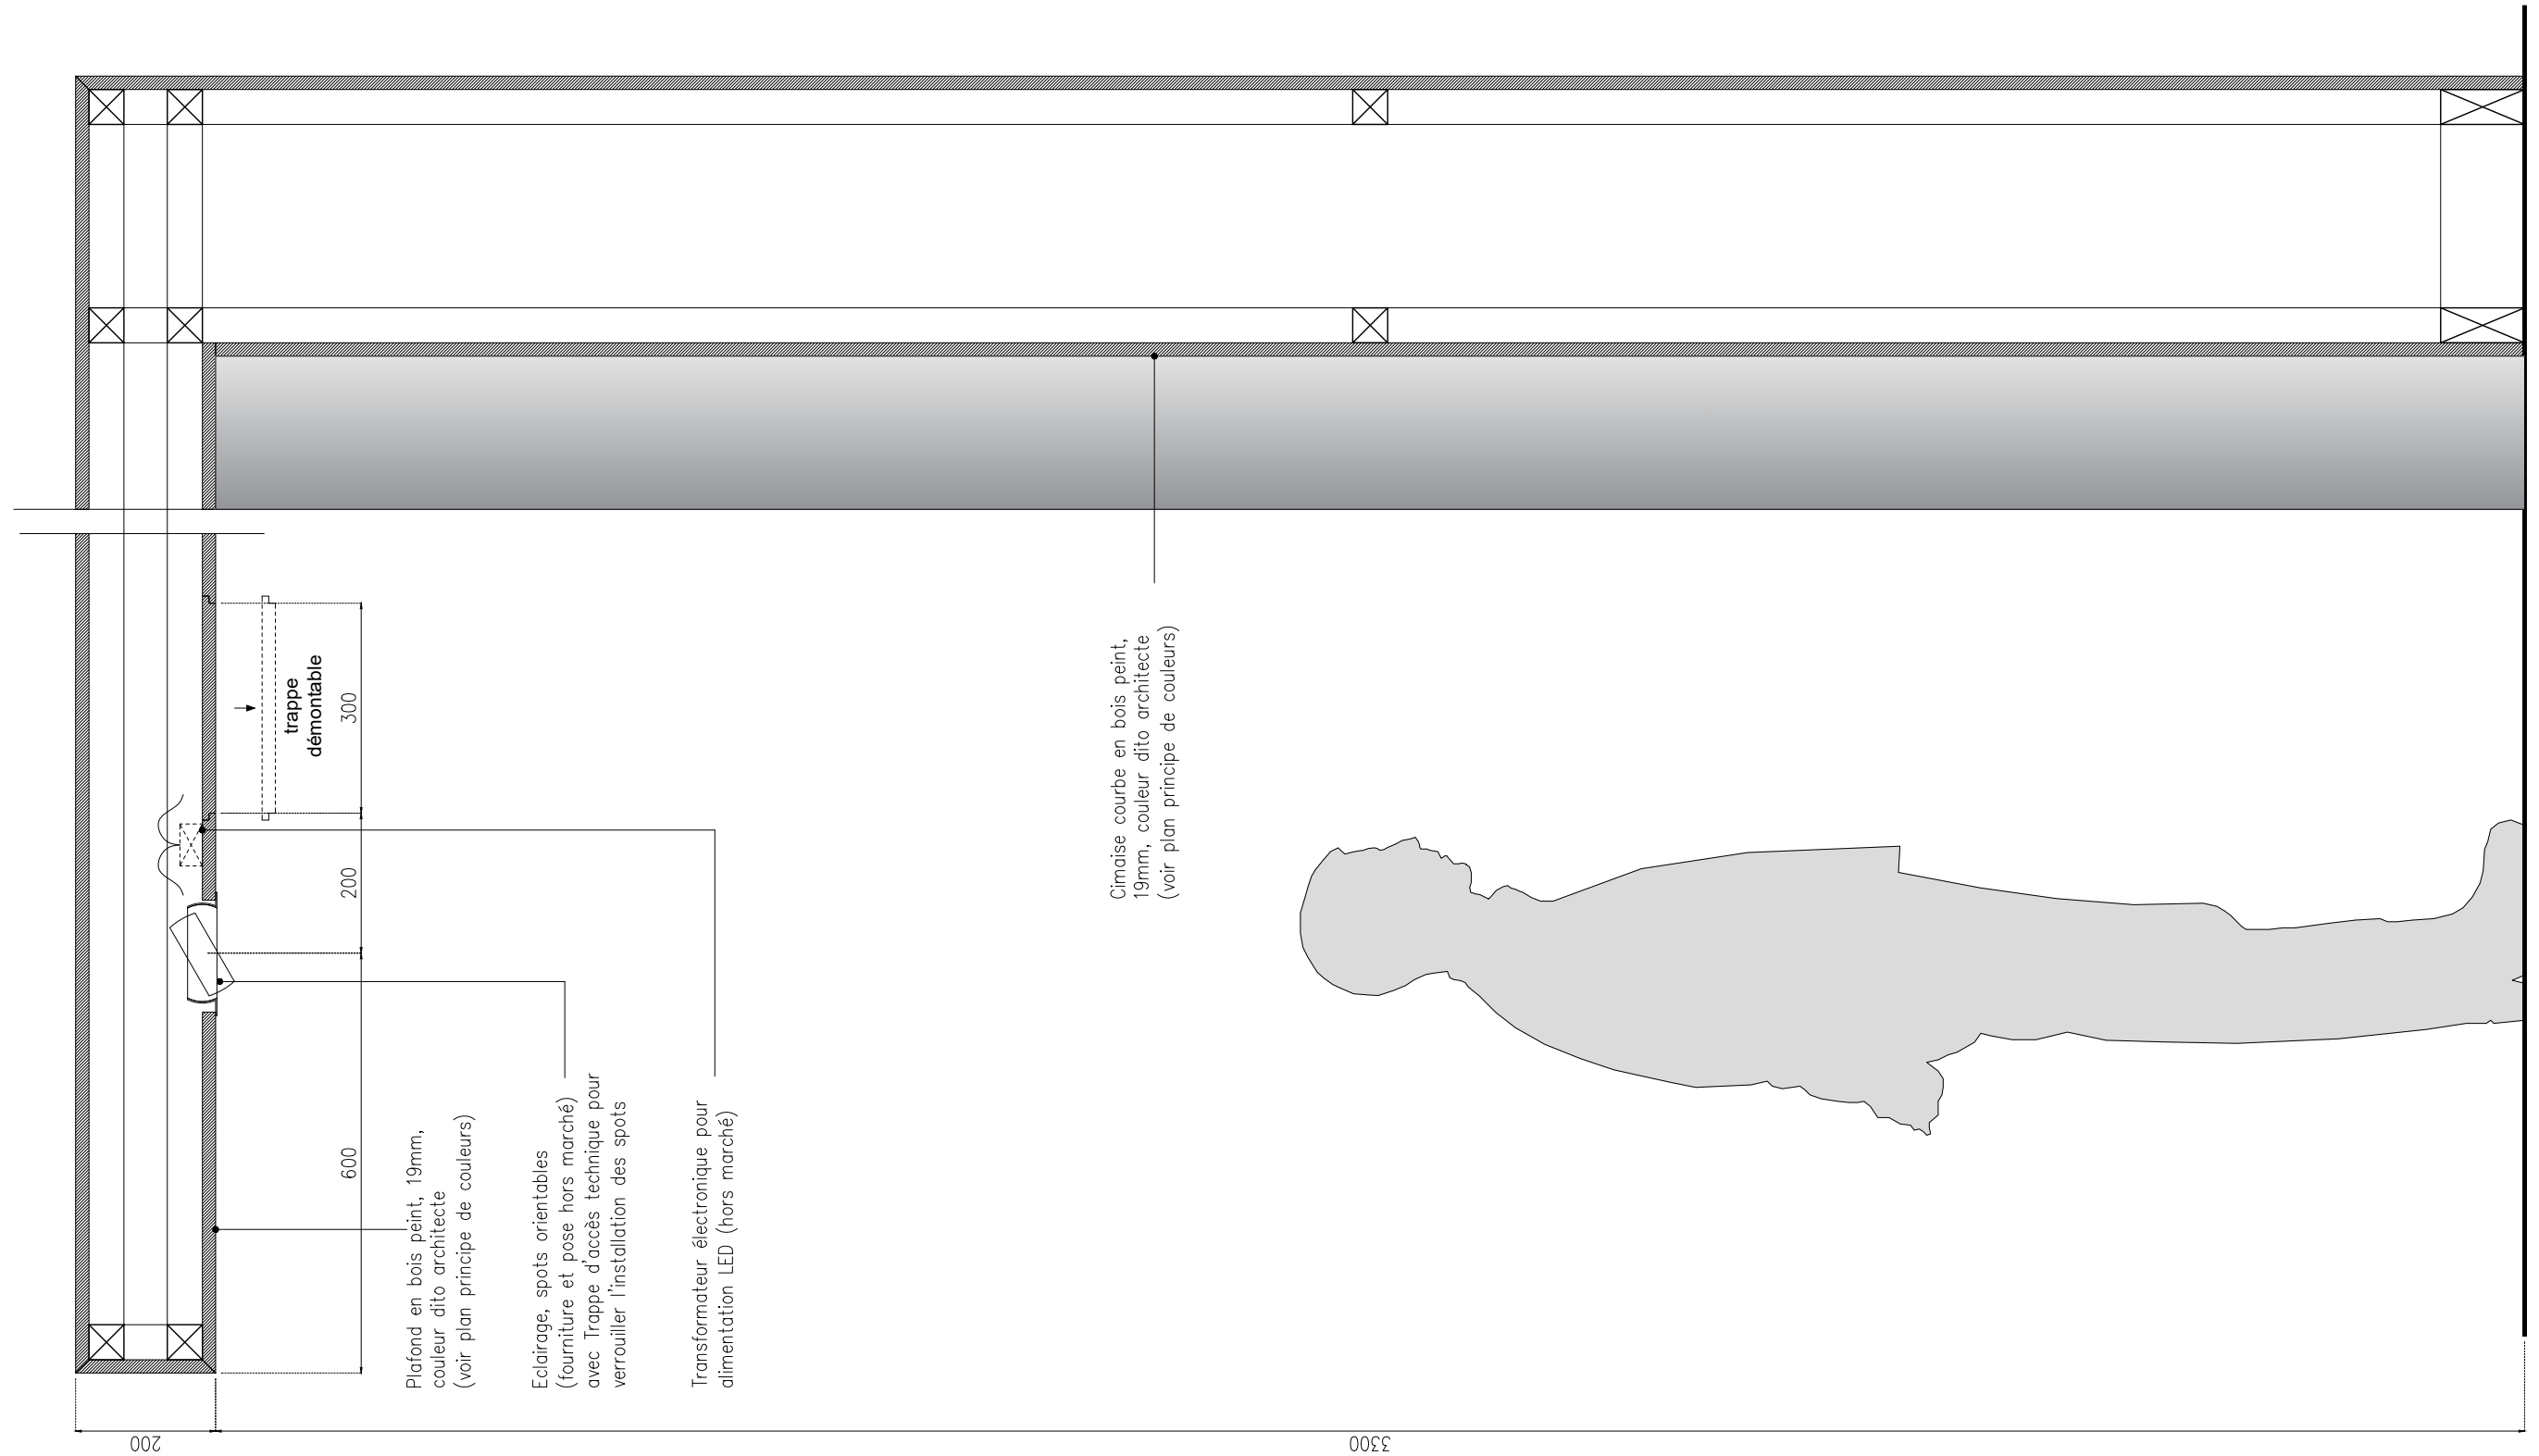 trappe
démontable
300
200
600
Plafond en bois peint, 19mm,
couleur dito architecte
(voir plan principe de couleurs)
Eclairage, spots orientables
(fourniture et pose hors marché)
avec Trappe d'accès technique pour
verrouiller l'installation des spots
Transformateur électronique pour
alimentation LED (hors marché)
Cimaise courbe en bois peint,
19mm, couleur dito architecte
(voir plan principe de couleurs)
200
3300